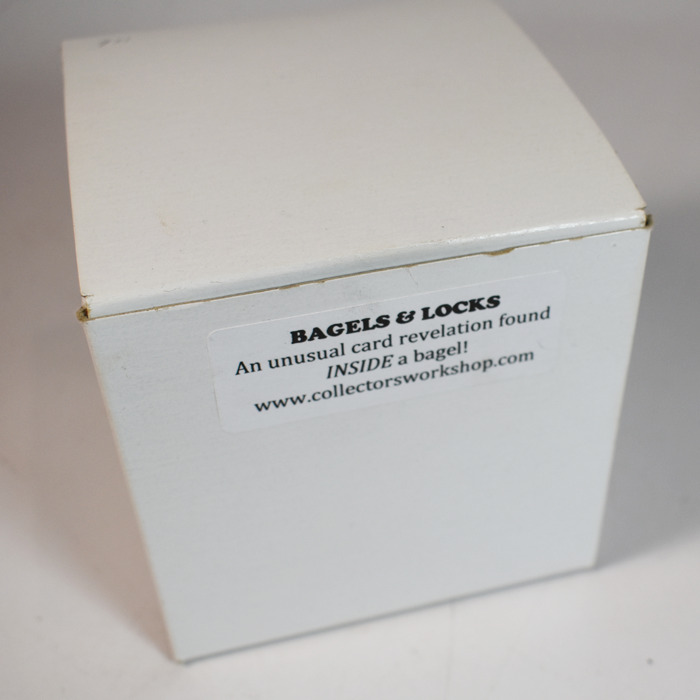 BAGELS & LOCKS
An unusual card revelation found
INSIDE a bagel!
www.collectorsworkshop.com